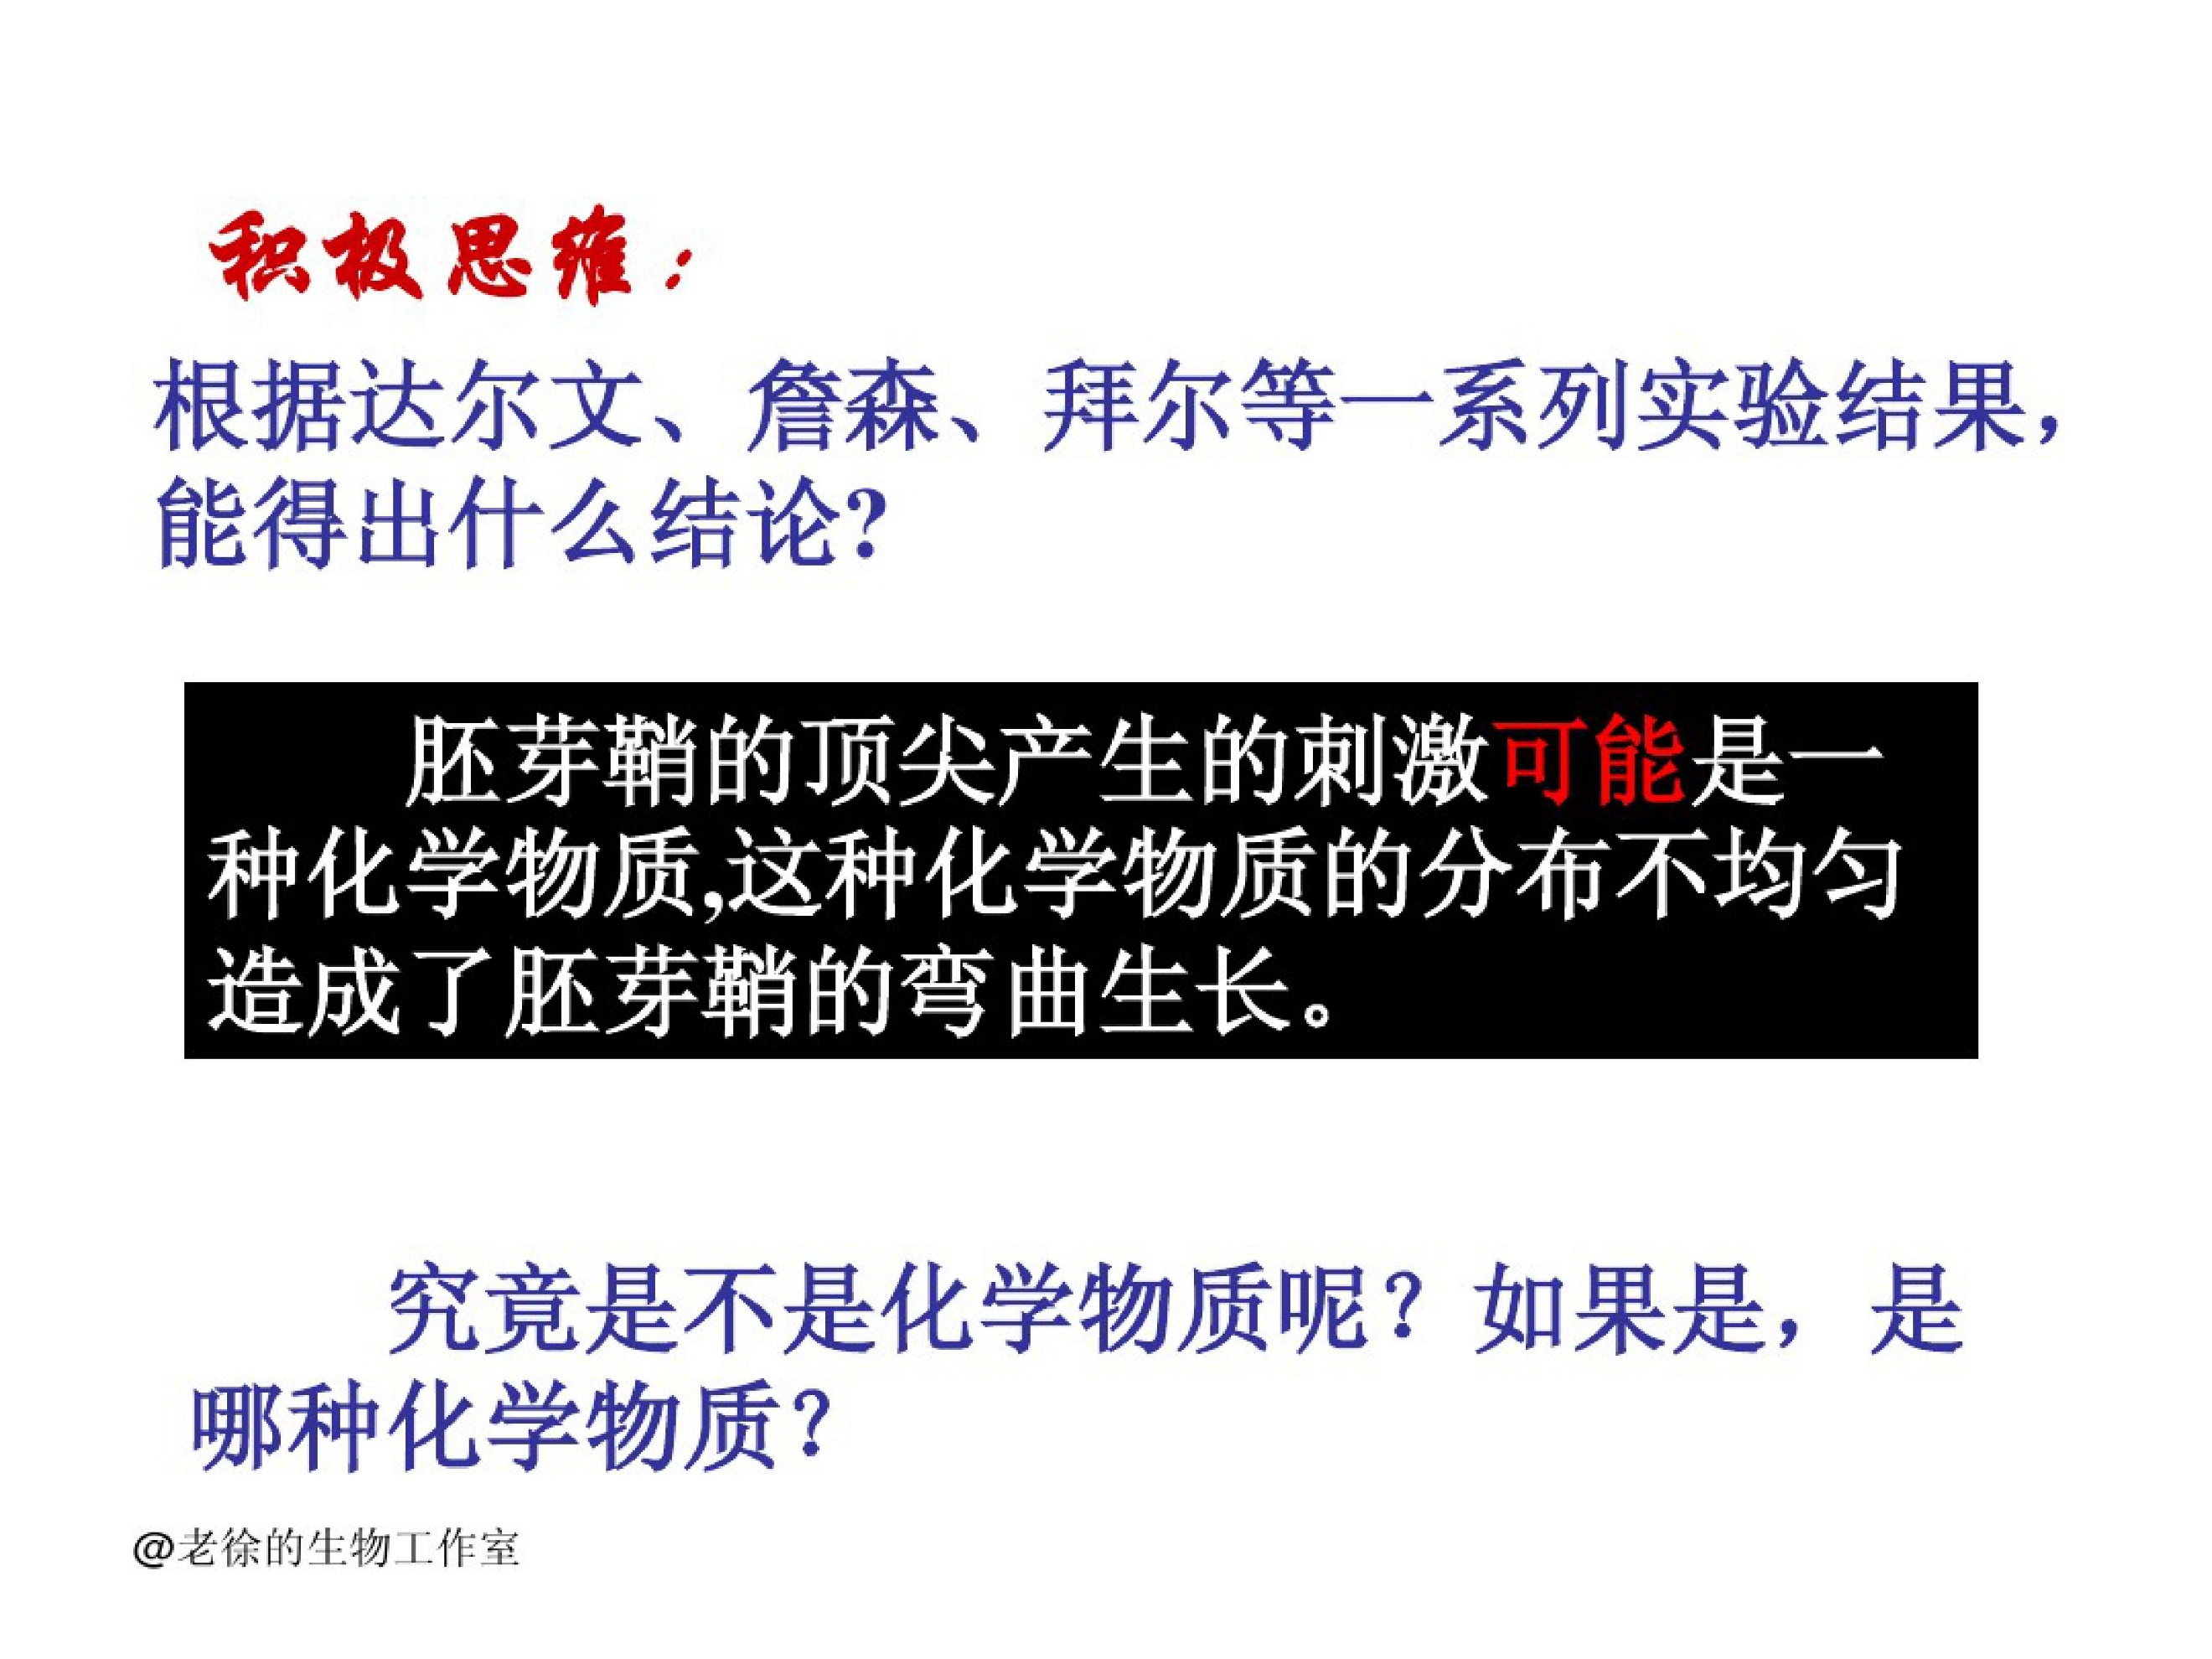 积极思维：
根据达尔文、詹森、拜尔等一系列实验结果，
能得出什么结论？
胚芽鞘的顶尖产生的刺激可能是一
种化学物质,这种化学物质的分布不均匀
造成了胚芽鞘的弯曲生长。
究竟是不是化学物质呢？如果是，是
哪种化学物质？
@老徐的生物工作室